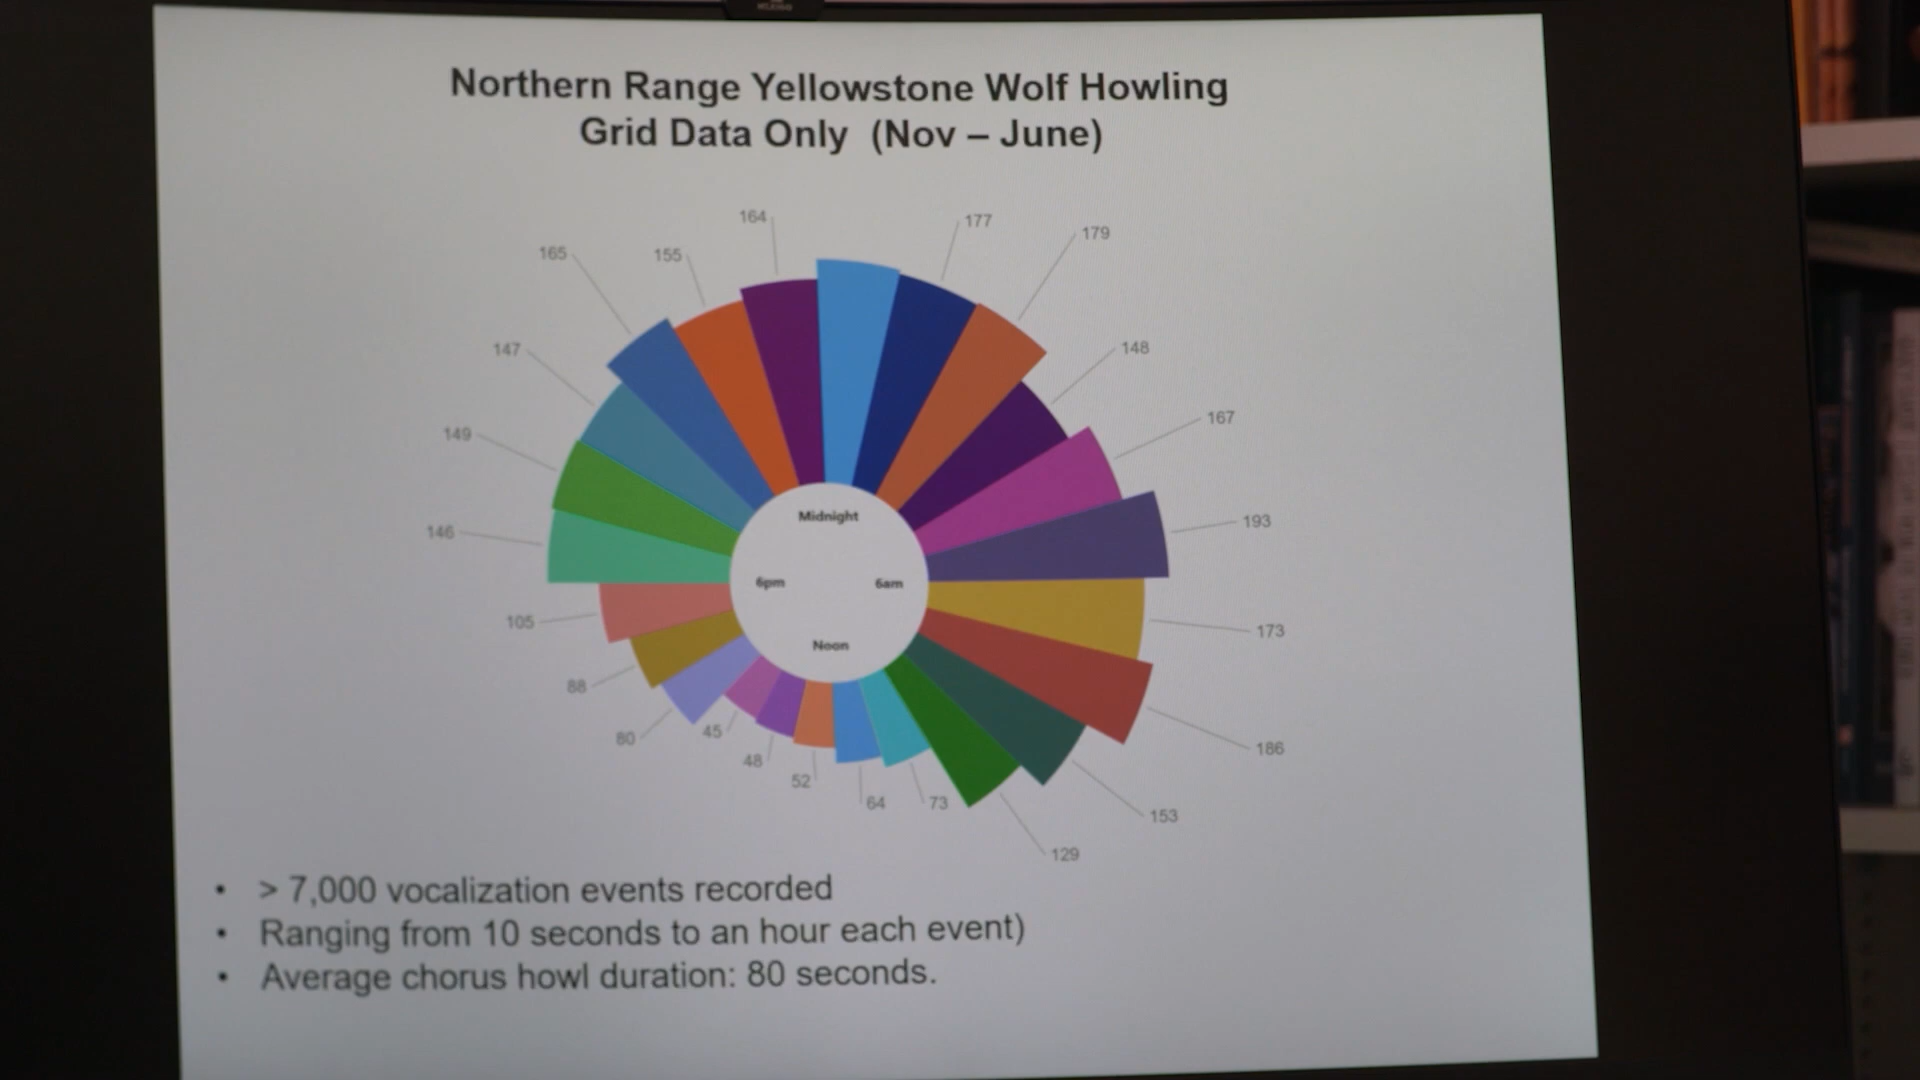 Northern Range Yellowstone Wolf Howling
Grid Data Only (Nov – June)
164
177
179
165
155
148
147
167
149
193
146
Midnight
6pm
6am
Noon
105
173
88
186
80
45
48
52
64
73
153
129
• > 7,000 vocalization events recorded
• Ranging from 10 seconds to an hour each event)
• Average chorus howl duration: 80 seconds.